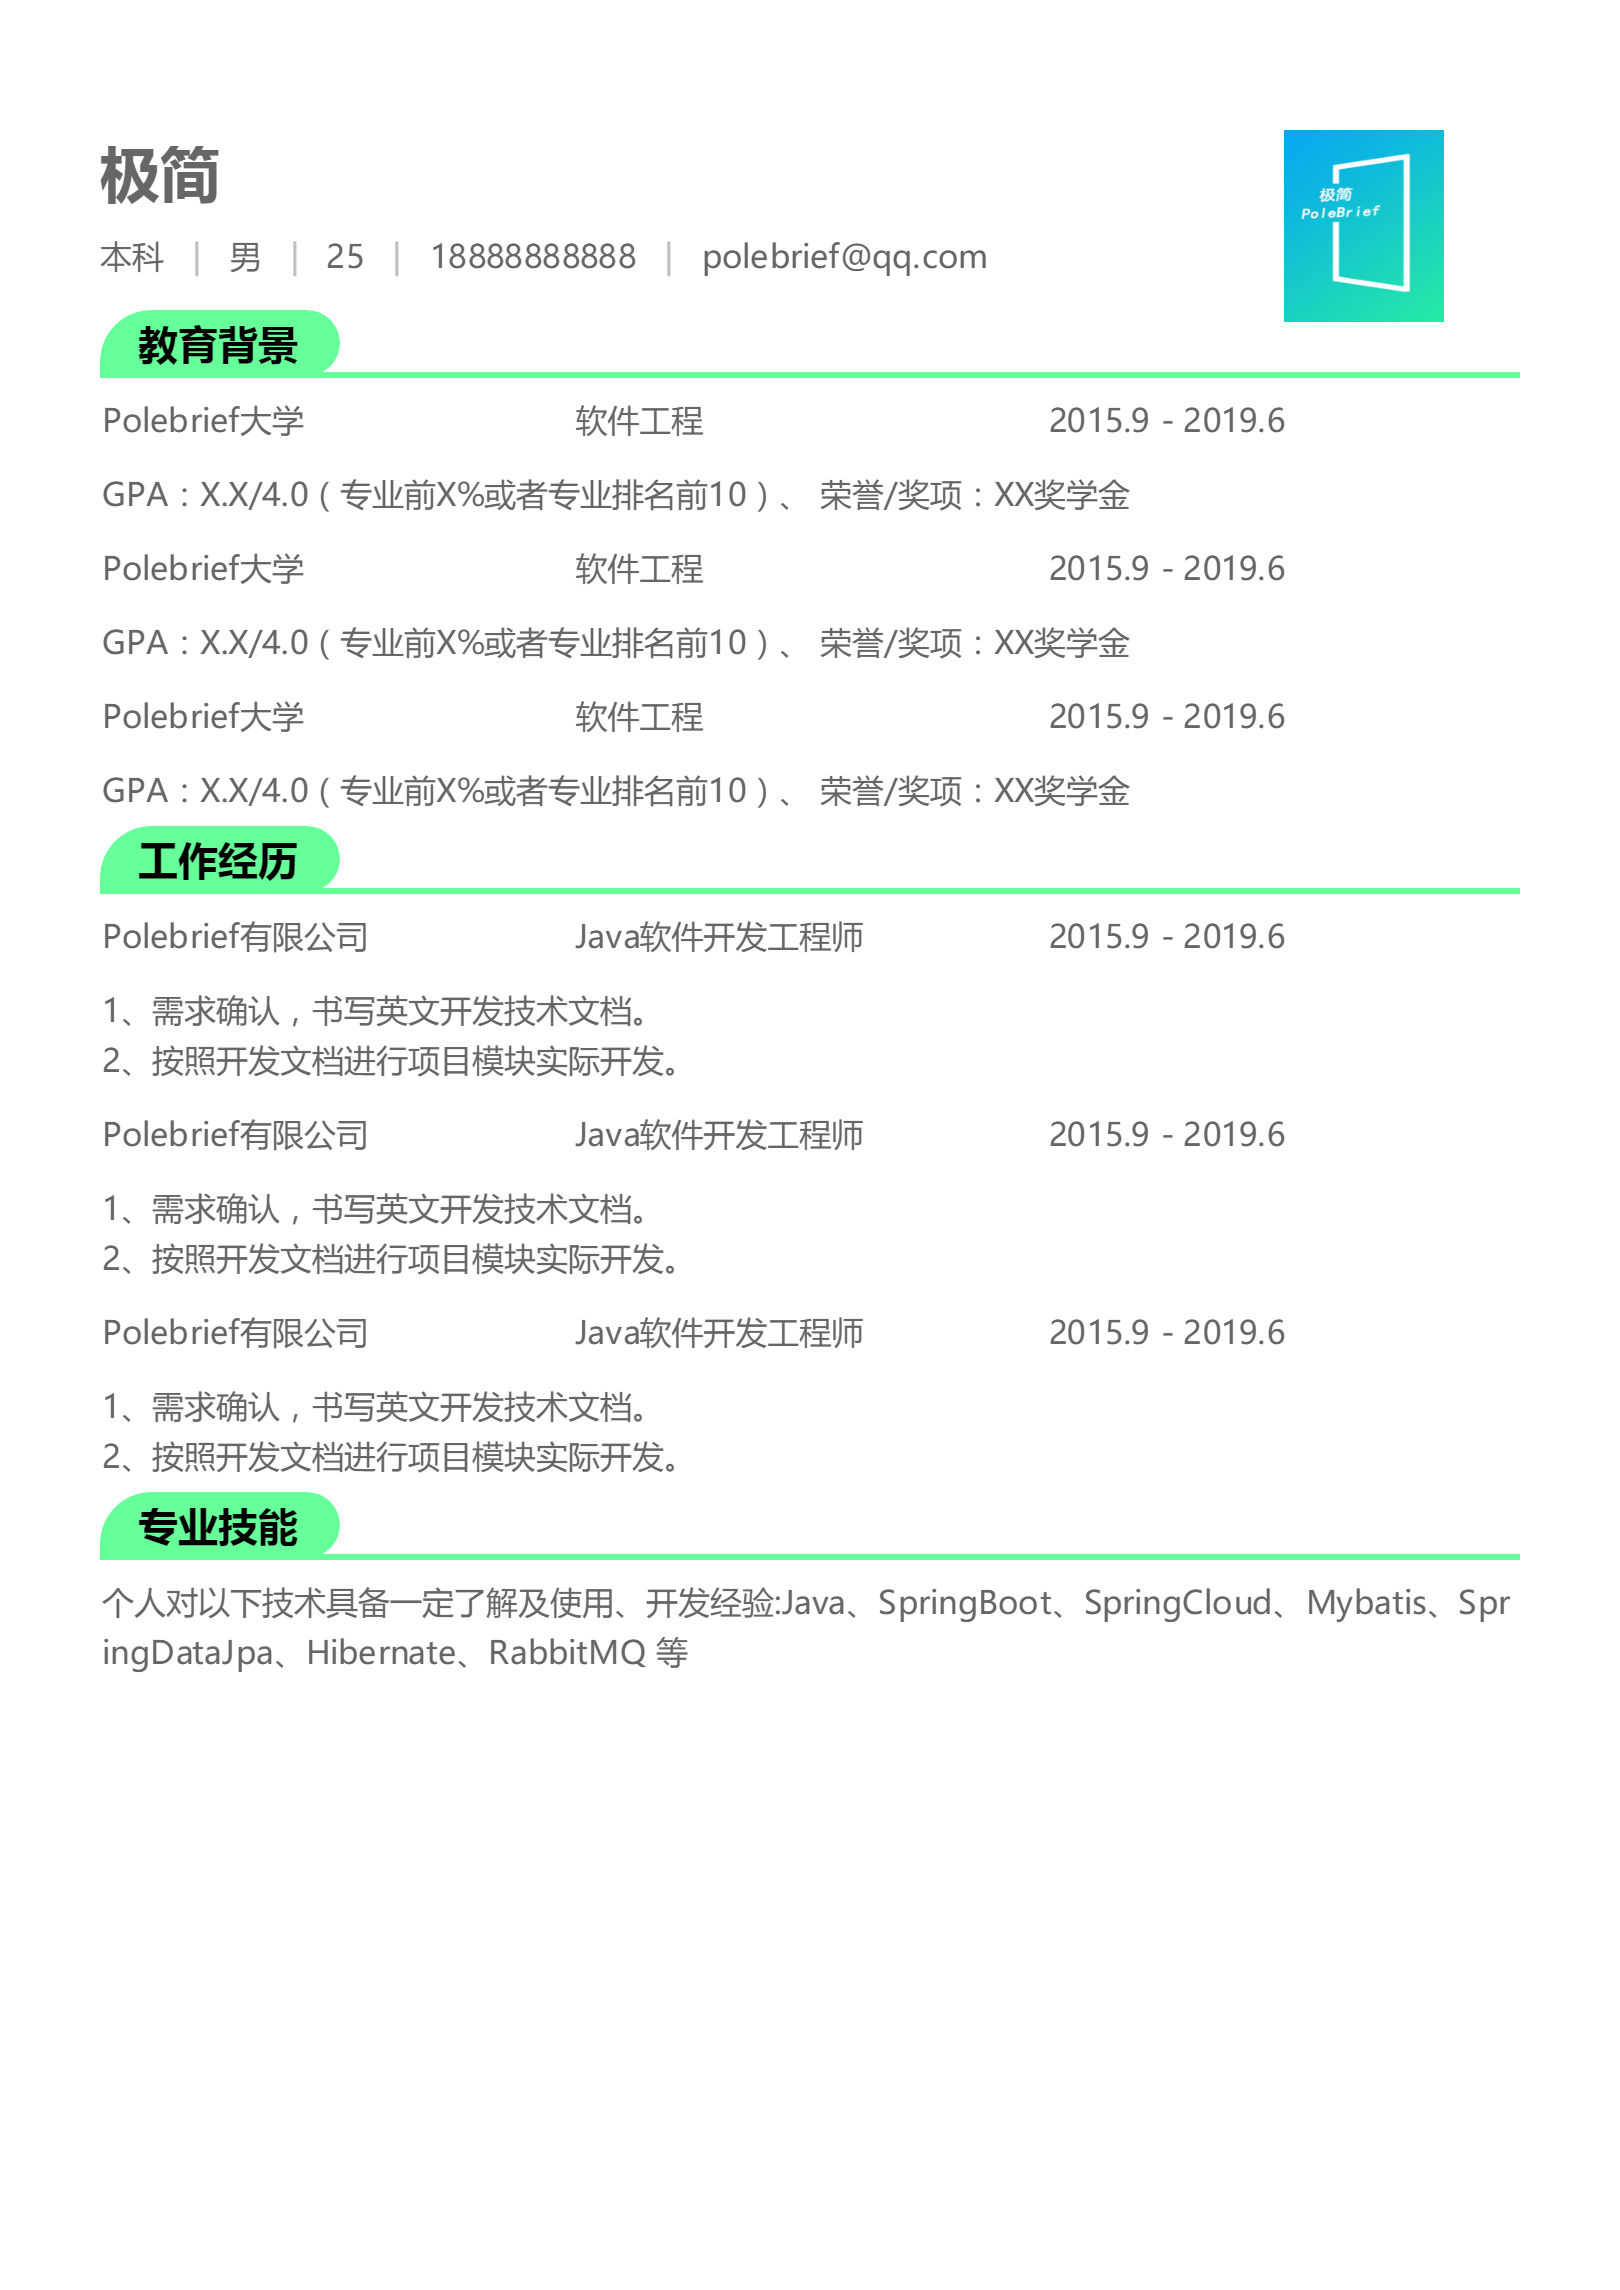 极简
极简
PoleBrief
本科 | 男 | 25 | 18888888888 | polebrief@qq.com
教育背景
Polebrief大学 软件工程 2015.9 - 2019.6
GPA：X.X/4.0（专业前X%或者专业排名前10）、 荣誉/奖项：XX奖学金
Polebrief大学 软件工程 2015.9 - 2019.6
GPA：X.X/4.0（专业前X%或者专业排名前10）、 荣誉/奖项：XX奖学金
Polebrief大学 软件工程 2015.9 - 2019.6
GPA：X.X/4.0（专业前X%或者专业排名前10）、 荣誉/奖项：XX奖学金
工作经历
Polebrief有限公司 Java软件开发工程师 2015.9 - 2019.6
1、需求确认，书写英文开发技术文档。
2、按照开发文档进行项目模块实际开发。
Polebrief有限公司 Java软件开发工程师 2015.9 - 2019.6
1、需求确认，书写英文开发技术文档。
2、按照开发文档进行项目模块实际开发。
Polebrief有限公司 Java软件开发工程师 2015.9 - 2019.6
1、需求确认，书写英文开发技术文档。
2、按照开发文档进行项目模块实际开发。
专业技能
个人对以下技术具备一定了解及使用、开发经验:Java、SpringBoot、SpringCloud、Mybatis、Spr
ingDataJpa、Hibernate、RabbitMQ 等